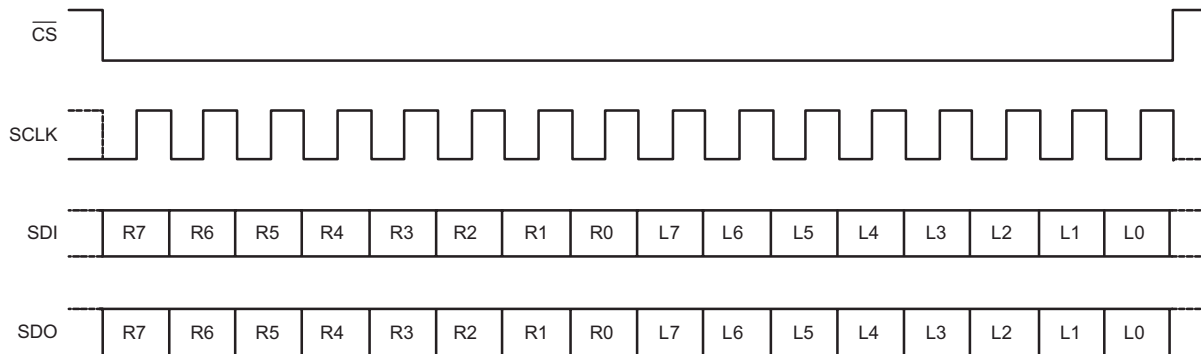 CS
SCLK
SDI R7 R6 R5 R4 R3 R2 R1 R0 L7 L6 L5 L4 L3 L2 L1 L0
SDO R7 R6 R5 R4 R3 R2 R1 R0 L7 L6 L5 L4 L3 L2 L1 L0